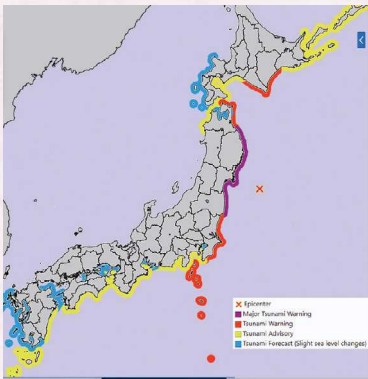 Epicenter
Major Tsunami Warning
Tsunami Warning
Tsunami Advisory
Tsunami Forecast (Slight sea level changes)